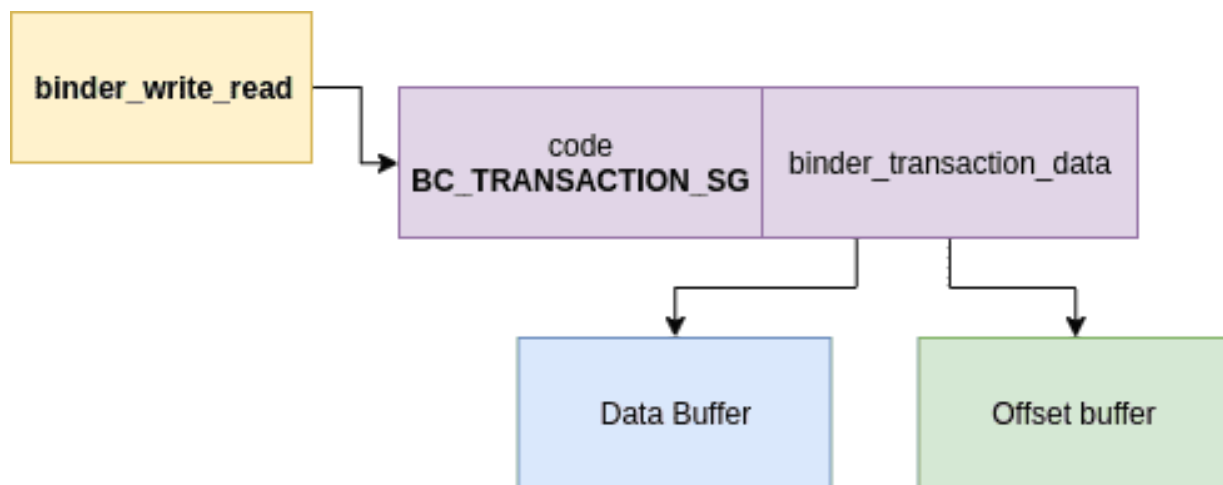 binder_write_read
code
BC_TRANSACTION_SG
binder_transaction_data
Data Buffer
Offset buffer